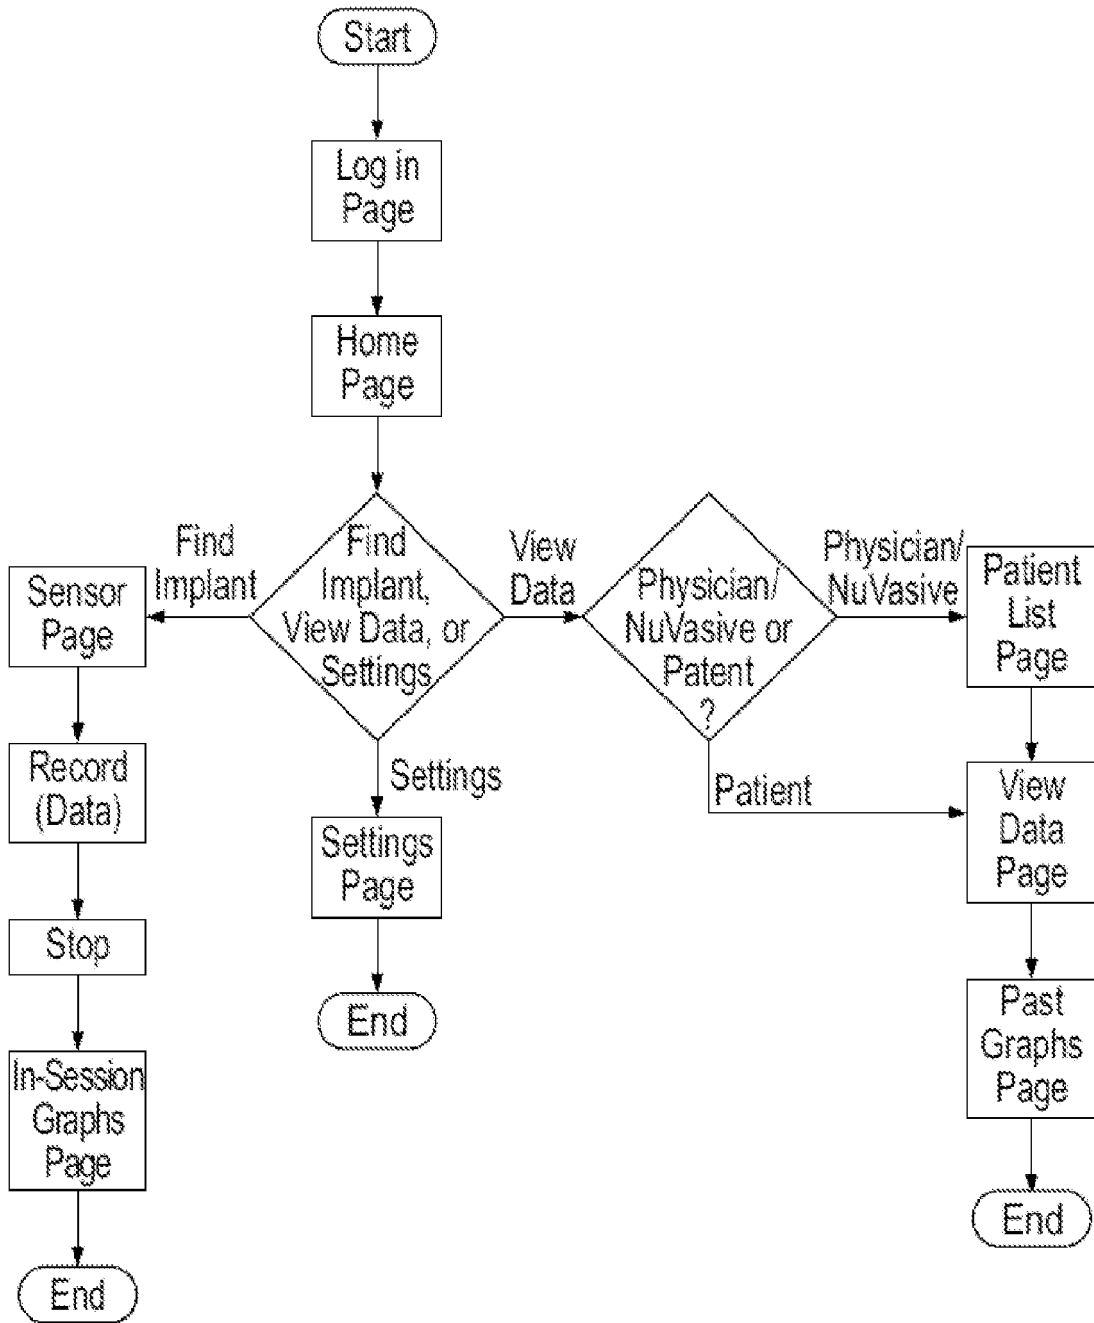 Start
Log in
Page
Home
Page
Find
Implant
Find
Implant,
View Data, or
Settings
View
Data
Physician/
NuVasive or
Patent
?
Physician/
NuVasive
Patient
List
Page
Sensor
Page
Record
(Data)
Settings
Patient
View
Data
Page
Settings
Page
Stop
End
Past
Graphs
Page
In-Session
Graphs
Page
End
End